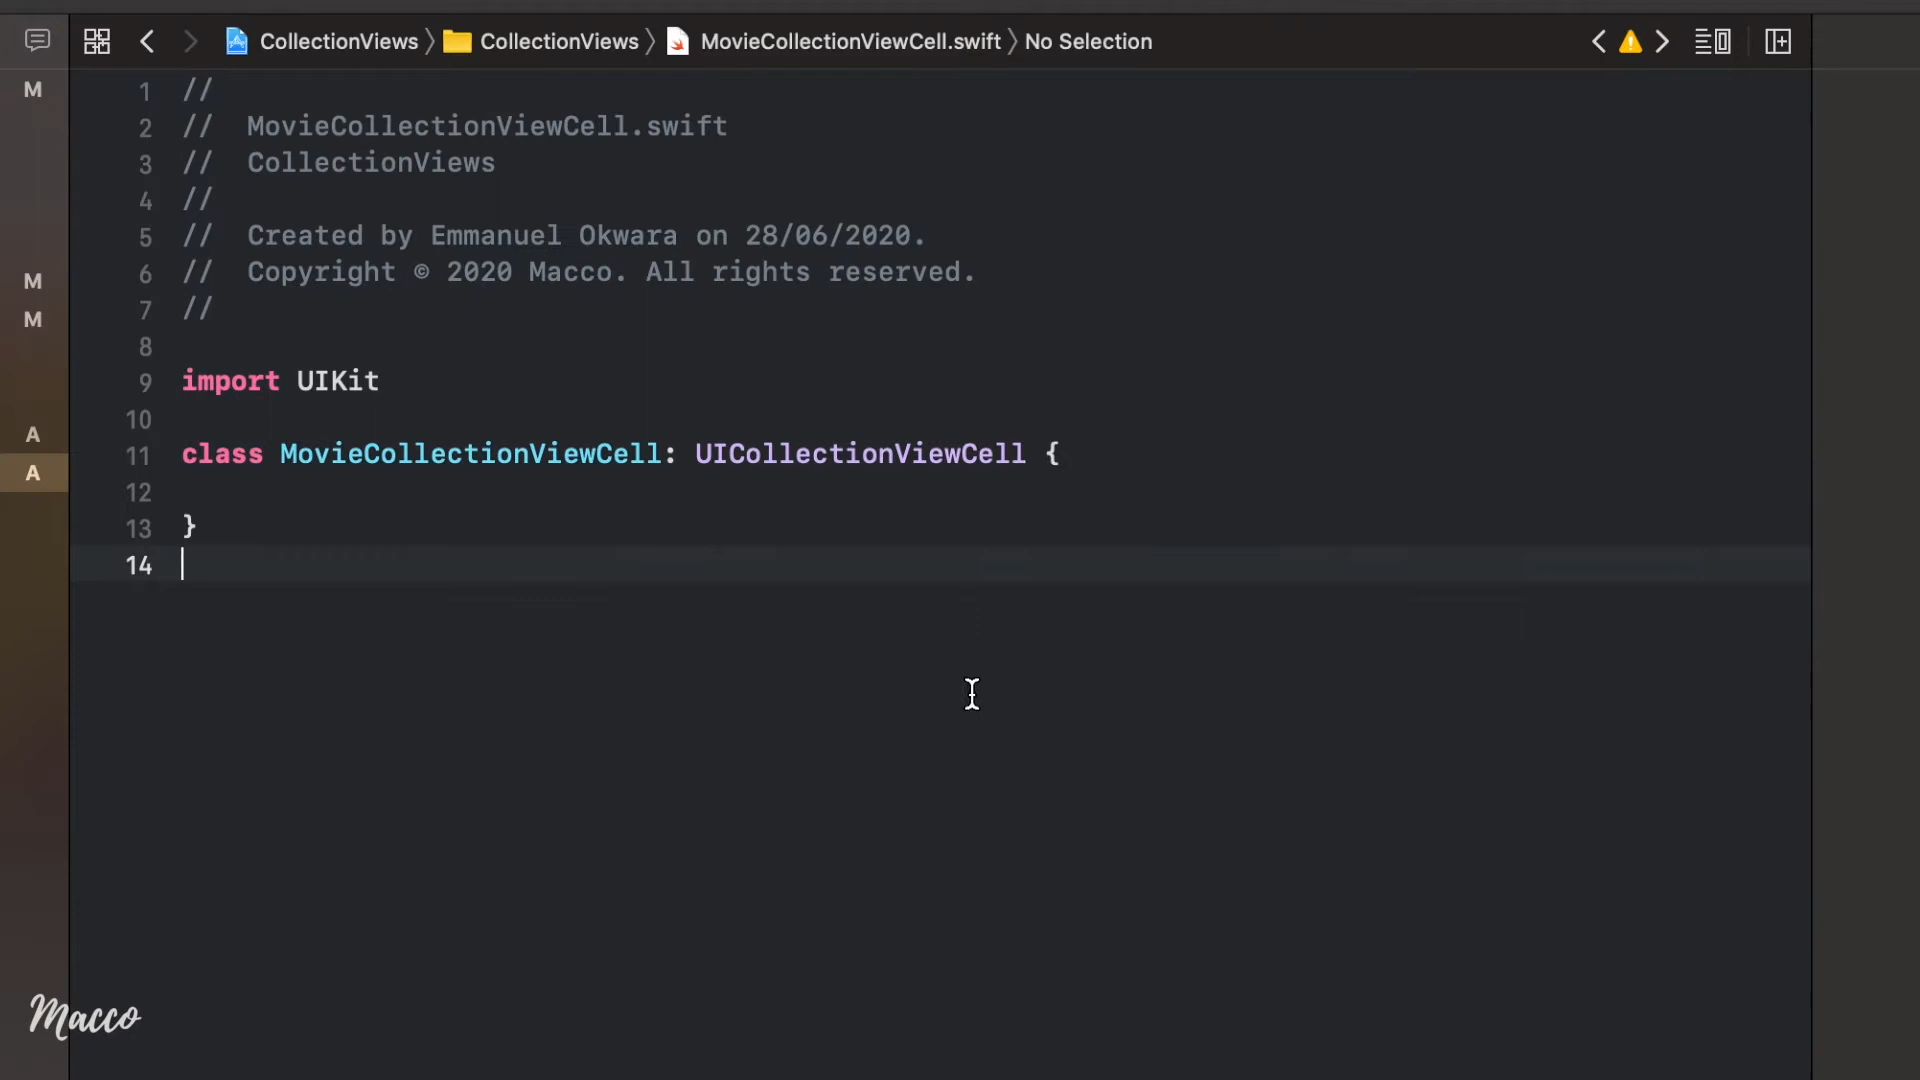 CollectionViews 〉 CollectionViews 〉 MovieCollectionViewCell.swift 〉 No Selection
M
M
M
A
A
1 //
2 //  MovieCollectionViewCell.swift
3 //  CollectionViews
4 //
5 //  Created by Emmanuel Okwara on 28/06/2020.
6 //  Copyright © 2020 Macco. All rights reserved.
7 //
8
9 import UIKit
10
11 class MovieCollectionViewCell: UICollectionViewCell {
12
13 }
14
Macco